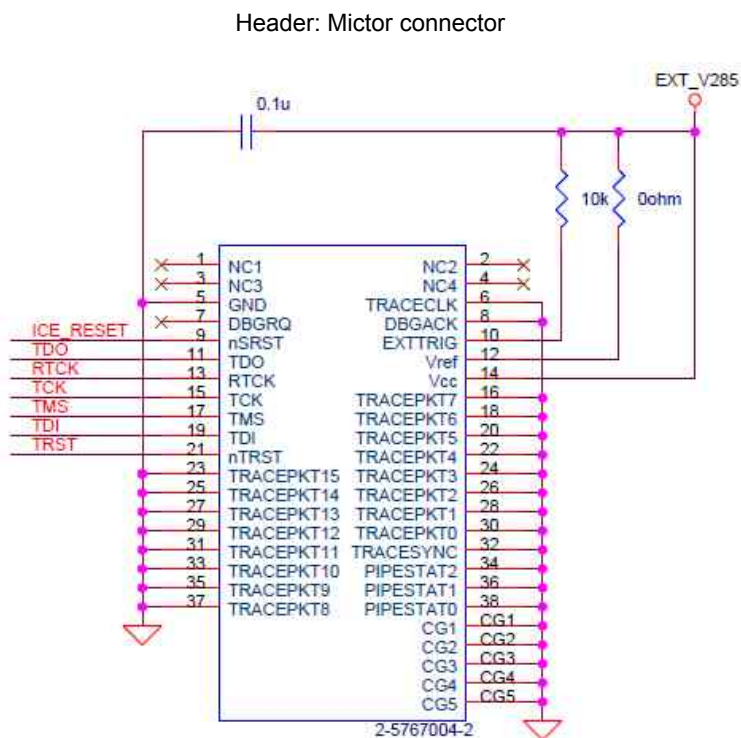 Header: Mictor connector
EXT_V285
0.1u
10k 0ohm
1 NC1 NC2 2
3 NC3 NC4 4
5 GND TRACECLK 6
7 DBGRQ DBGACK 8
ICE_RESET 9 nSRST EXTTRIG 10
TDO 11 TDO Vref 12
RTCK 13 RTCK Vcc 14
TCK 15 TCK TRACEPKT7 16
TMS 17 TMS TRACEPKT6 18
TDI 19 TDI TRACEPKT5 20
TRST 21 nTRST TRACEPKT4 22
23 TRACEPKT15 TRACEPKT3 24
25 TRACEPKT14 TRACEPKT2 26
27 TRACEPKT13 TRACEPKT1 28
29 TRACEPKT12 TRACEPKT0 30
31 TRACEPKT11 TRACESYNC 32
33 TRACEPKT10 PIPESTAT2 34
35 TRACEPKT9 PIPESTAT1 36
37 TRACEPKT8 PIPESTAT0 38
CG1 CG1
CG2 CG2
CG3 CG3
CG4 CG4
CG5 CG5
2-5767004-2